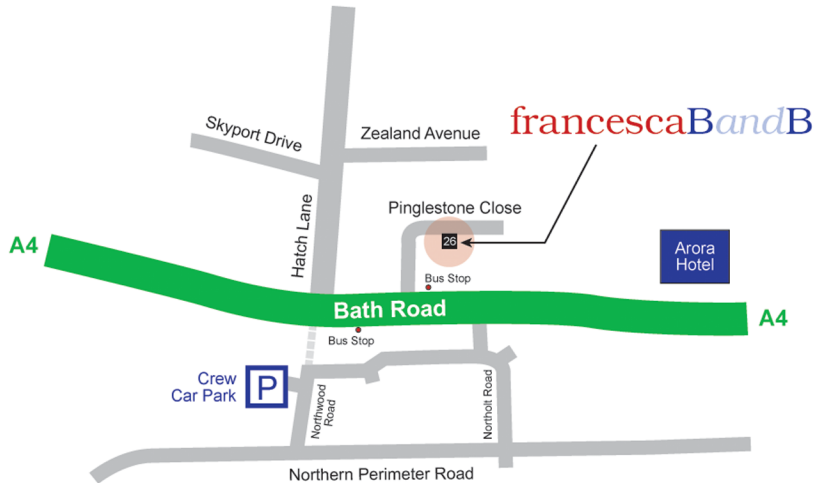 francescaBandB
Skyport Drive
Zealand Avenue
Hatch Lane
Pinglestone Close
26
A4
Arora
Hotel
Bus Stop
Bath Road
A4
Bus Stop
Crew
Car Park
P
Northwood
Road
Northolt Road
Northern Perimeter Road